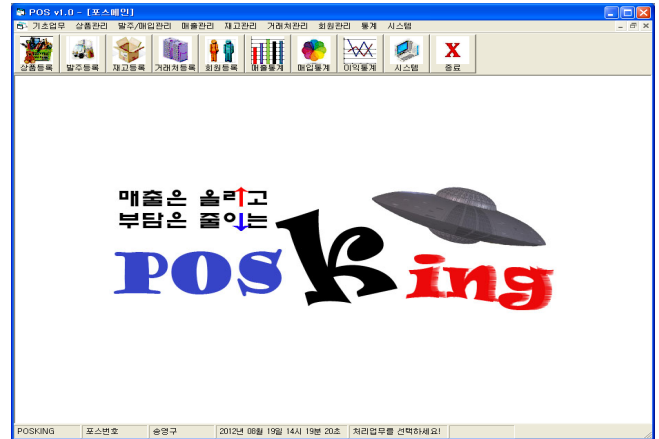 POS v1.0 - [포스메인]
기초업무 상품관리 발주/매입관리 매출관리 재고관리 거래처관리 회원관리 통계 시스템
상품등록 발주등록 재고등록 거래처등록 회원등록 매출통계 매입통계 이익통계 시스템 종료
매출은 올리고
부담은 줄이는
POS King
POSKING 포스번호 송영구 2012년 08월 19일 14시 19분 20초 처리업무를 선택하세요!